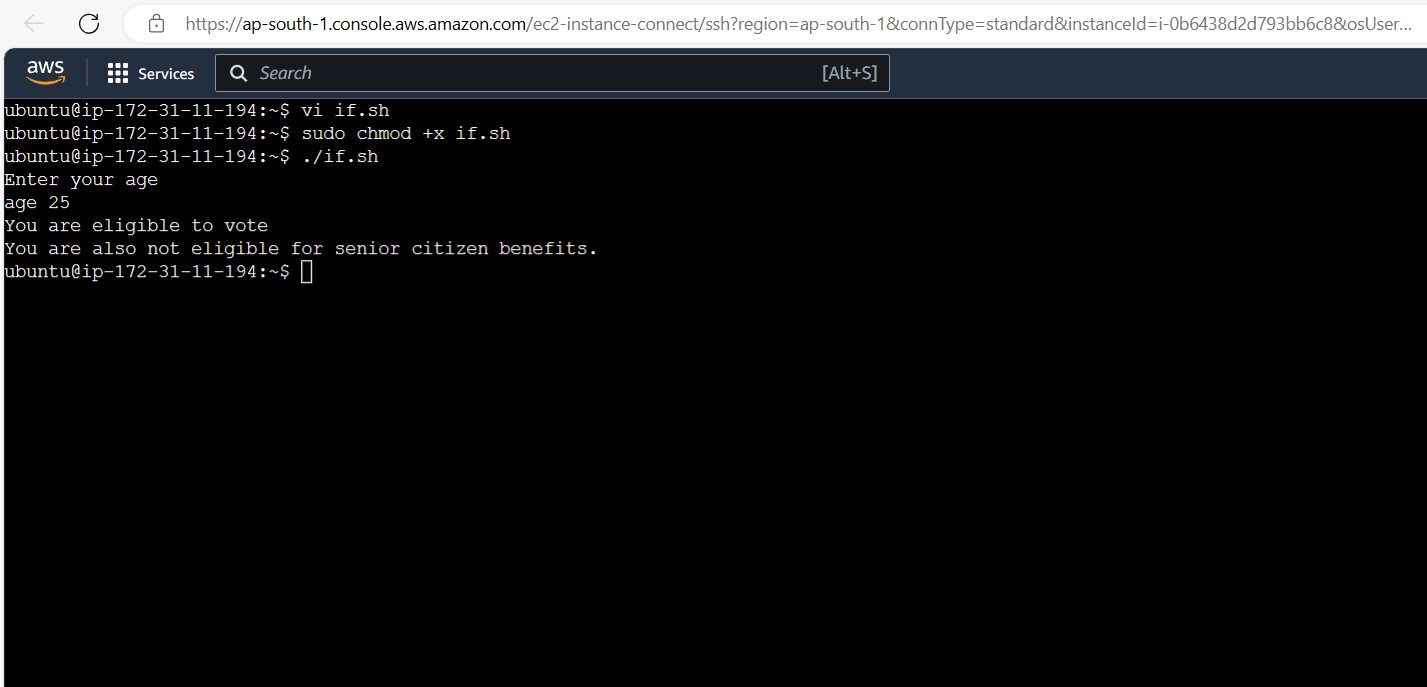 https://ap-south-1.console.aws.amazon.com/ec2-instance-connect/ssh?region=ap-south-1&connType=standard&instanceId=i-0b6438d2d793bb6c8&osUser...
aws Services Search [Alt+S]
ubuntu@ip-172-31-11-194:~$ vi if.sh
ubuntu@ip-172-31-11-194:~$ sudo chmod +x if.sh
ubuntu@ip-172-31-11-194:~$ ./if.sh
Enter your age
age 25
You are eligible to vote
You are also not eligible for senior citizen benefits.
ubuntu@ip-172-31-11-194:~$